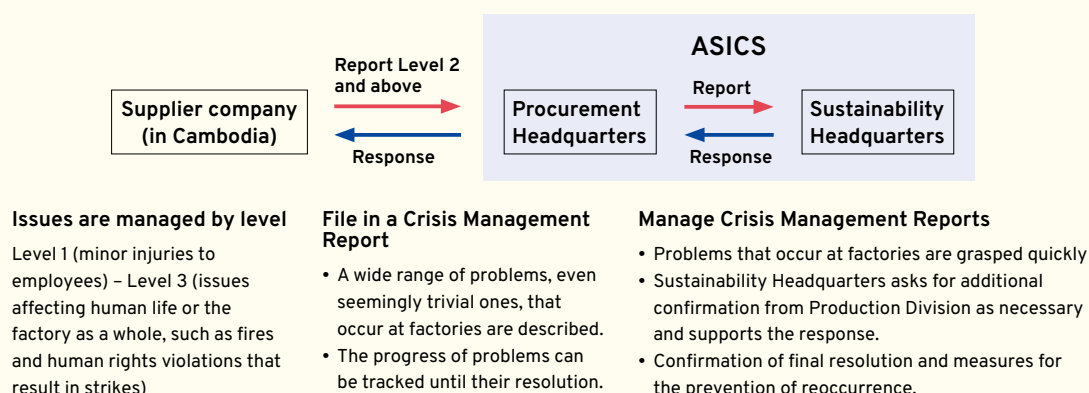 ASICS
Report Level 2
and above
Supplier company
(in Cambodia)
Response
Procurement
Headquarters
Report
Response
Sustainability
Headquarters
Issues are managed by level
Level 1 (minor injuries to
employees) – Level 3 (issues
affecting human life or the
factory as a whole, such as fires
and human rights violations that
result in strikes)
File in a Crisis Management
Report
• A wide range of problems, even
seemingly trivial ones, that
occur at factories are described.
• The progress of problems can
be tracked until their resolution.
Manage Crisis Management Reports
• Problems that occur at factories are grasped quickly
• Sustainability Headquarters asks for additional
confirmation from Production Division as necessary
and supports the response.
• Confirmation of final resolution and measures for
the prevention of reoccurrence.